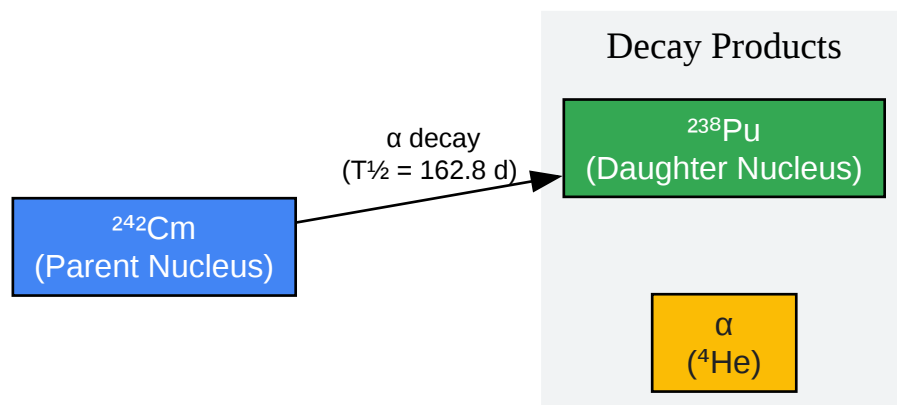 Decay Products
α decay
(T½ = 162.8 d)
²³⁸Pu
(Daughter Nucleus)
²⁴²Cm
(Parent Nucleus)
α
(⁴He)